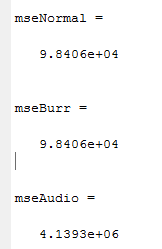 mseNormal =
9.8406e+04
mseBurr =
9.8406e+04
mseAudio =
4.1393e+06